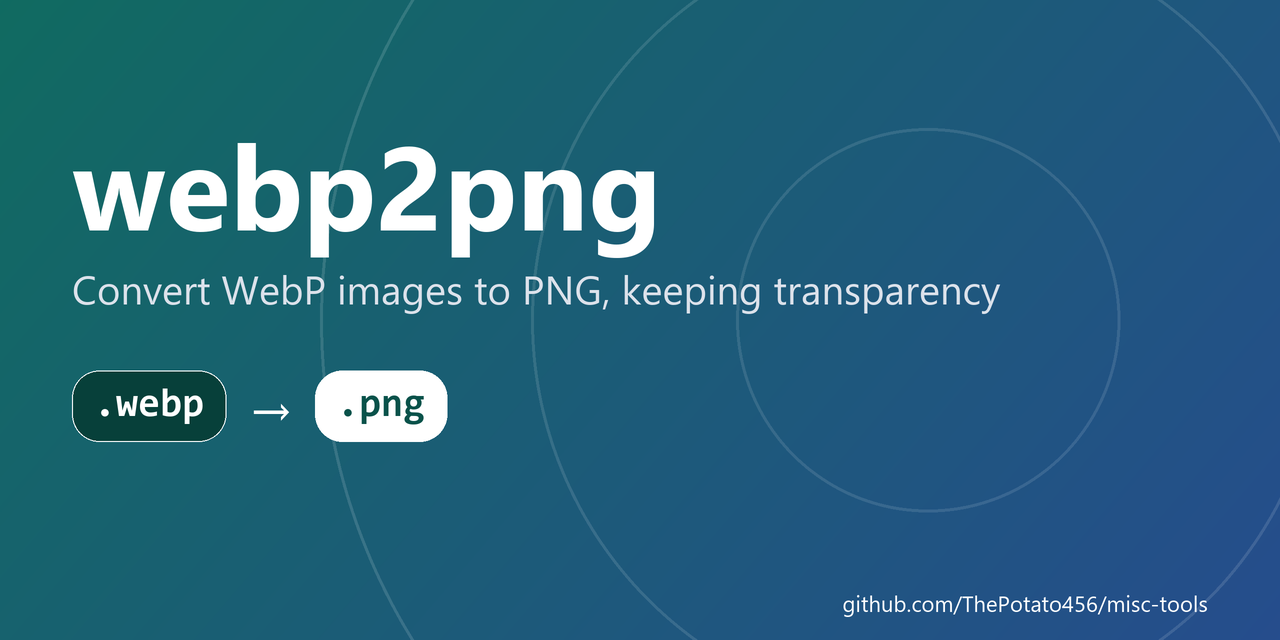 webp2png
Convert WebP images to PNG, keeping transparency
.webp → .png
github.com/ThePotato456/misc-tools